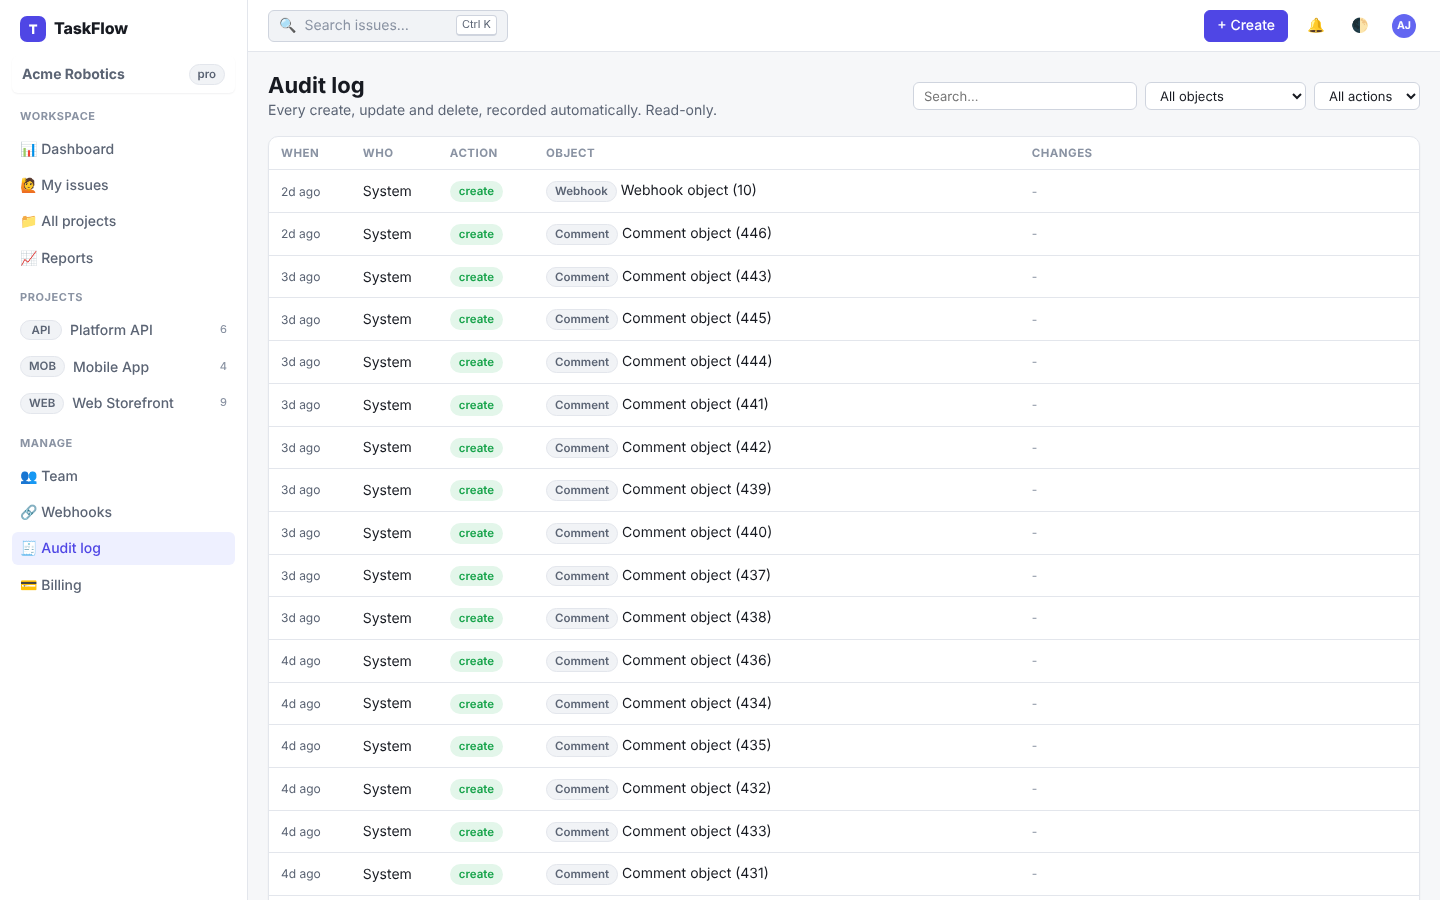 T TaskFlow
Acme Robotics pro
WORKSPACE
Dashboard
My issues
All projects
Reports
PROJECTS
API Platform API 6
MOB Mobile App 4
WEB Web Storefront 9
MANAGE
Team
Webhooks
Audit log
Billing
Search issues... Ctrl K
+ Create
AJ
Audit log
Every create, update and delete, recorded automatically. Read-only.
Search...
All objects
All actions
WHEN WHO ACTION OBJECT CHANGES
2d ago System create Webhook Webhook object (10) -
2d ago System create Comment Comment object (446) -
3d ago System create Comment Comment object (443) -
3d ago System create Comment Comment object (445) -
3d ago System create Comment Comment object (444) -
3d ago System create Comment Comment object (441) -
3d ago System create Comment Comment object (442) -
3d ago System create Comment Comment object (439) -
3d ago System create Comment Comment object (440) -
3d ago System create Comment Comment object (437) -
3d ago System create Comment Comment object (438) -
4d ago System create Comment Comment object (436) -
4d ago System create Comment Comment object (434) -
4d ago System create Comment Comment object (435) -
4d ago System create Comment Comment object (432) -
4d ago System create Comment Comment object (433) -
4d ago System create Comment Comment object (431) -